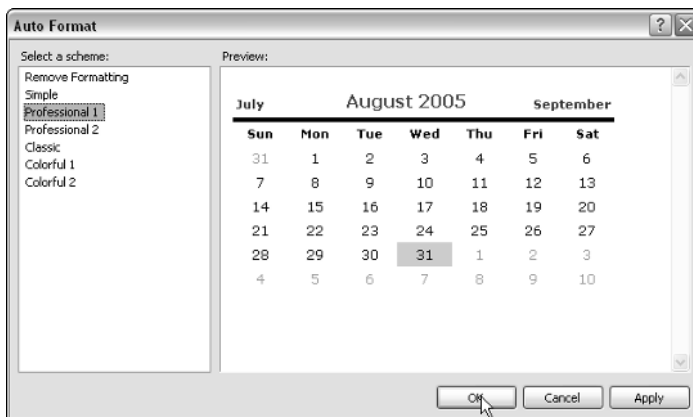 Auto Format
Select a scheme:
Remove Formatting
Simple
Professional 1
Professional 2
Classic
Colorful 1
Colorful 2
Preview:
July August 2005 September
Sun Mon Tue Wed Thu Fri Sat
31 1 2 3 4 5 6
7 8 9 10 11 12 13
14 15 16 17 18 19 20
21 22 23 24 25 26 27
28 29 30 31 1 2 3
4 5 6 7 8 9 10
OK Cancel Apply